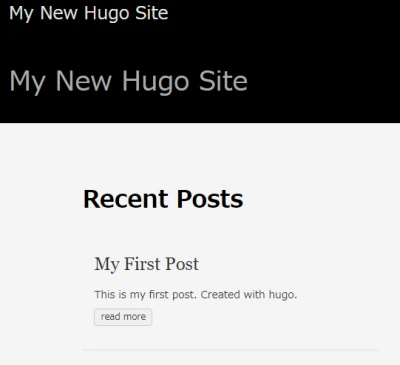 My New Hugo Site
My New Hugo Site
Recent Posts
My First Post
This is my first post. Created with hugo.
read more